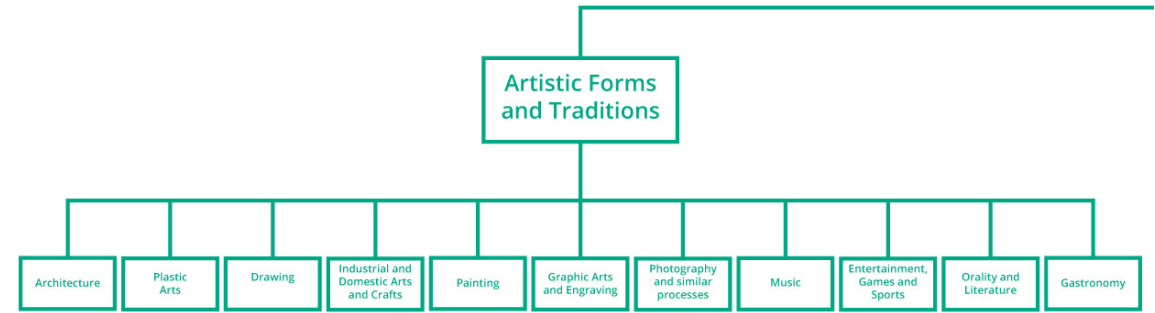 Artistic Forms
and Traditions
Architecture
Plastic
Arts
Drawing
Industrial and
Domestic Arts
and Crafts
Painting
Graphic Arts
and Engraving
Photography
and similar
processes
Music
Entertainment,
Games and
Sports
Orality and
Literature
Gastronomy